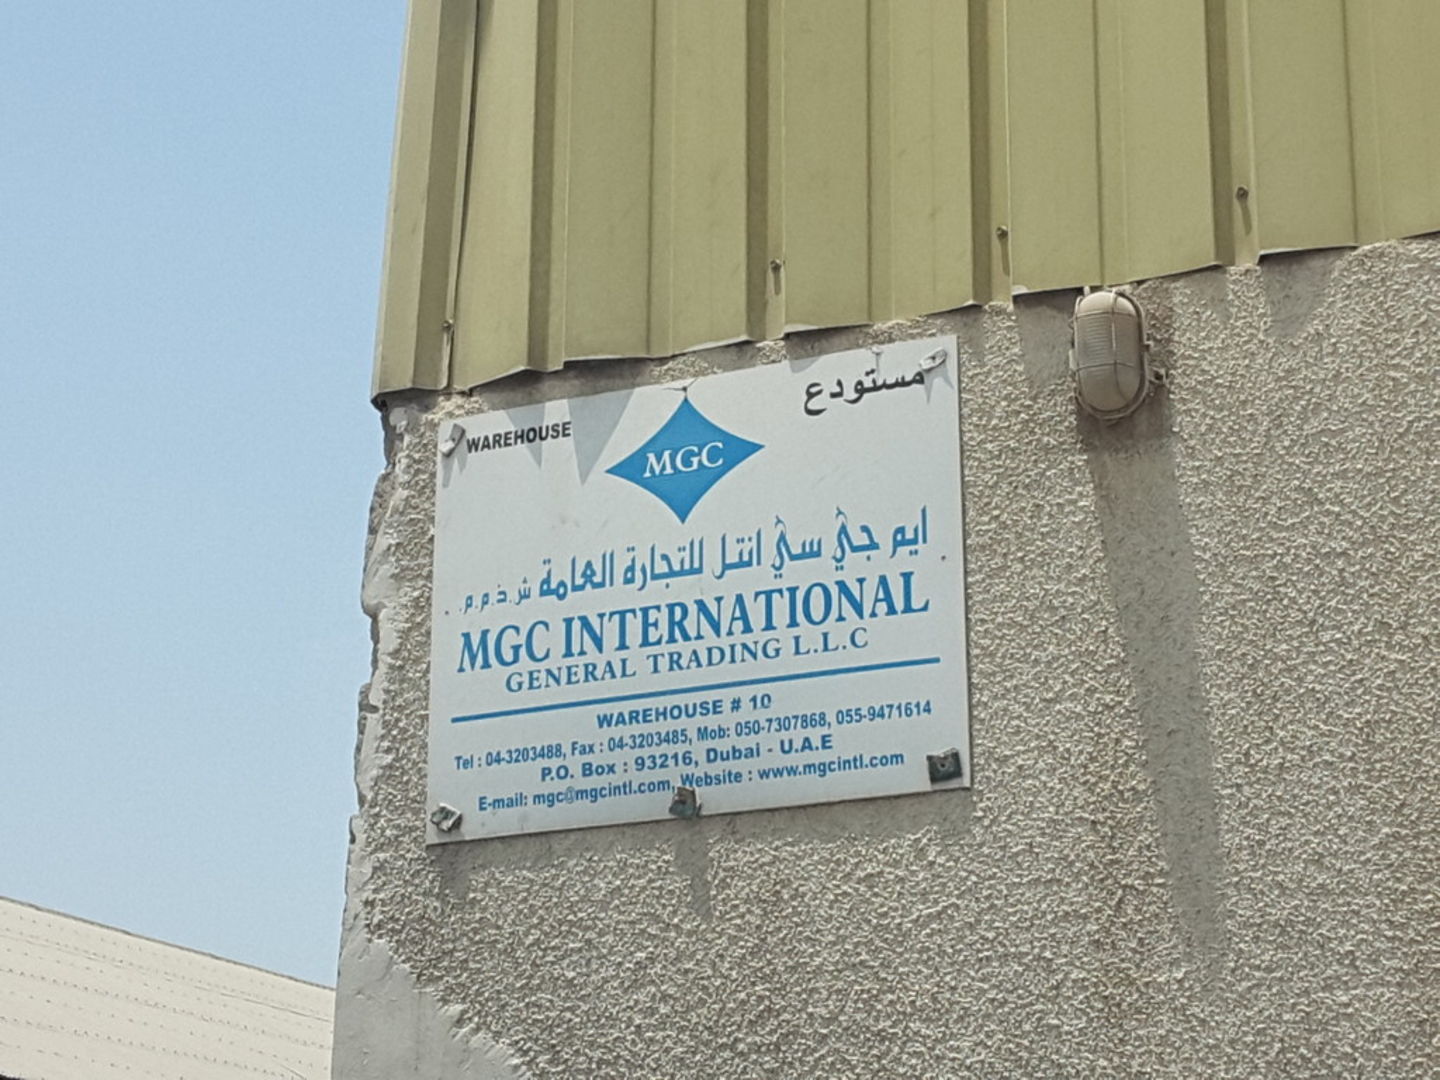 WAREHOUSE
مستودع
MGC
ايم جي سي انتل للتجارة العامة ش.ذ.م.م.
MGC INTERNATIONAL
GENERAL TRADING L.L.C
WAREHOUSE # 10
Tel : 04-3203488, Fax : 04-3203485, Mob: 050-7307868, 055-9471614
P.O. Box : 93216, Dubai - U.A.E
E-mail: mgc@mgcintl.com, Website : www.mgcintl.com